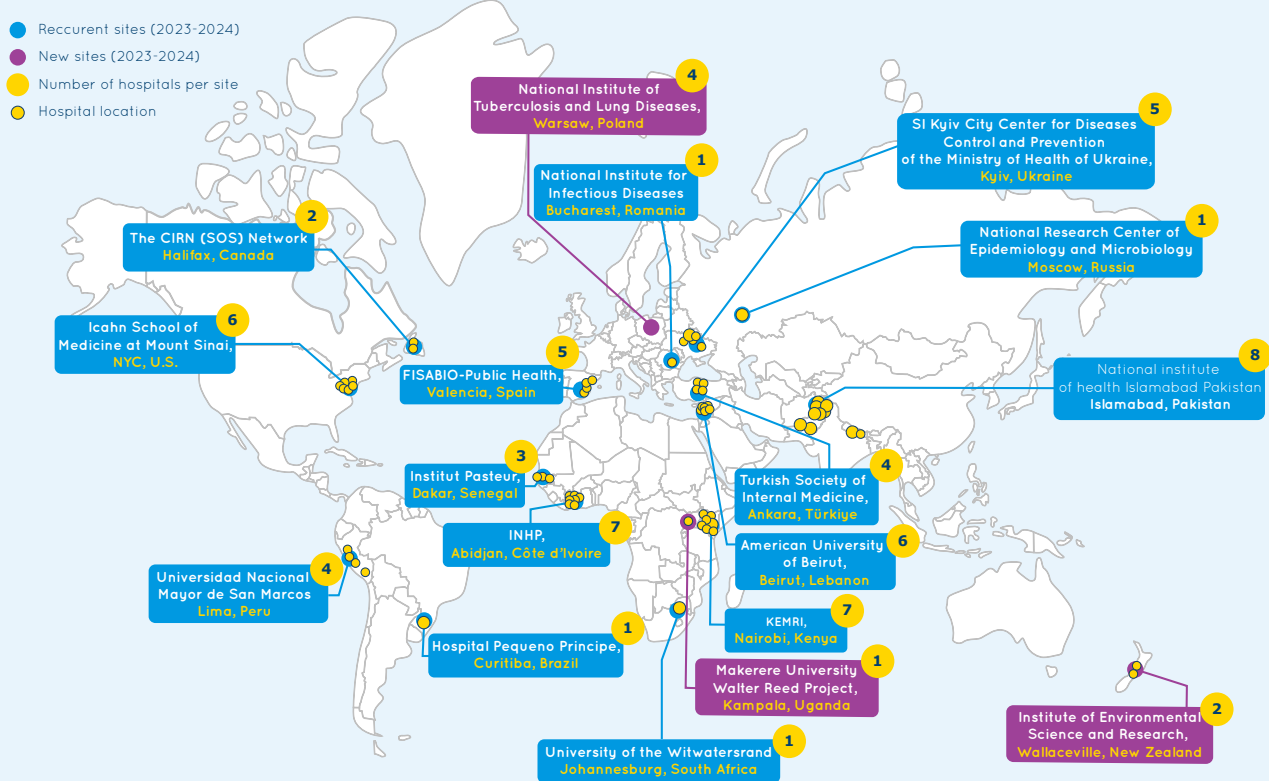 Reccurent sites (2023-2024)
New sites (2023-2024)
Number of hospitals per site
Hospital location
4
National Institute of
Tuberculosis and Lung Diseases,
Warsaw, Poland
5
SI Kyiv City Center for Diseases
Control and Prevention
of the Ministry of Health of Ukraine,
Kyiv, Ukraine
1
National Institute for
Infectious Diseases
Bucharest, Romania
2
The CIRN (SOS) Network
Halifax, Canada
1
National Research Center of
Epidemiology and Microbiology
Moscow, Russia
6
Icahn School of
Medicine at Mount Sinai,
NYC, U.S.
5
FISABIO-Public Health,
Valencia, Spain
8
National institute
of health Islamabad Pakistan
Islamabad, Pakistan
3
Institut Pasteur,
Dakar, Senegal
4
Turkish Society of
Internal Medicine,
Ankara, Türkiye
7
INHP,
Abidjan, Côte d'Ivoire
6
American University
of Beirut,
Beirut, Lebanon
4
Universidad Nacional
Mayor de San Marcos
Lima, Peru
7
KEMRI,
Nairobi, Kenya
1
Hospital Pequeno Principe,
Curitiba, Brazil
1
Makerere University
Walter Reed Project,
Kampala, Uganda
2
Institute of Environmental
Science and Research,
Wallaceville, New Zealand
1
University of the Witwatersrand
Johannesburg, South Africa